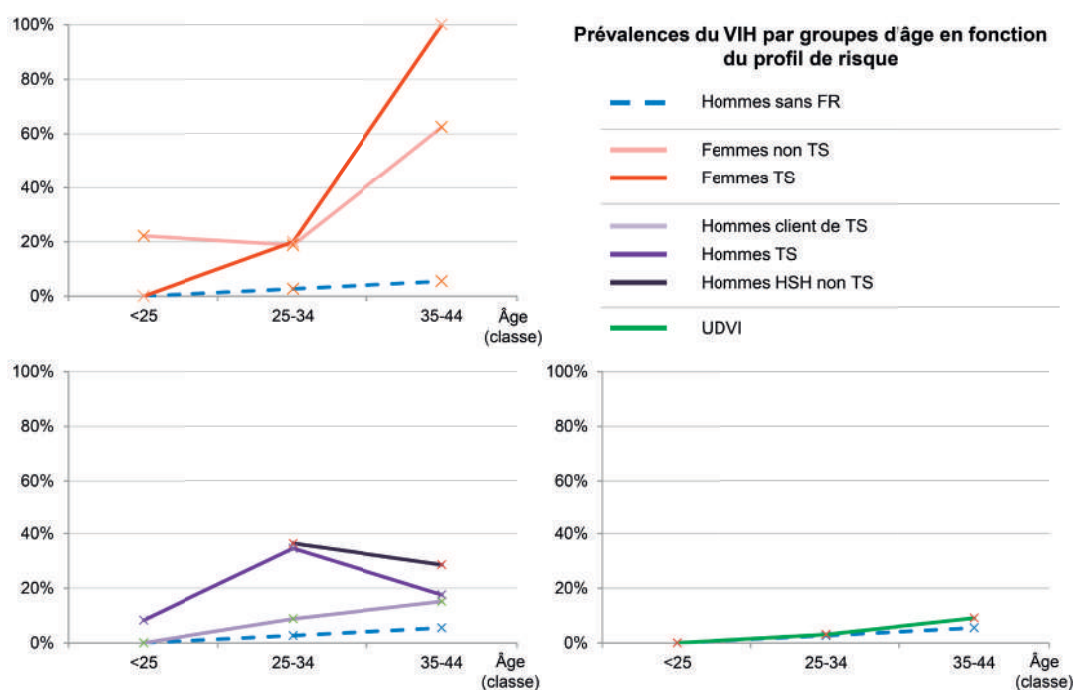 Prévalences du VIH par groupes d'âge en fonction
du profil de risque
Hommes sans FR
Femmes non TS
Femmes TS
Hommes client de TS
Hommes TS
Hommes HSH non TS
UDVI
100%
80%
60%
40%
20%
0%
<25
25-34
35-44
Âge
(classe)
100%
80%
60%
40%
20%
0%
<25
25-34
35-44
Âge
(classe)
100%
80%
60%
40%
20%
0%
<25
25-34
35-44
Âge
(classe)